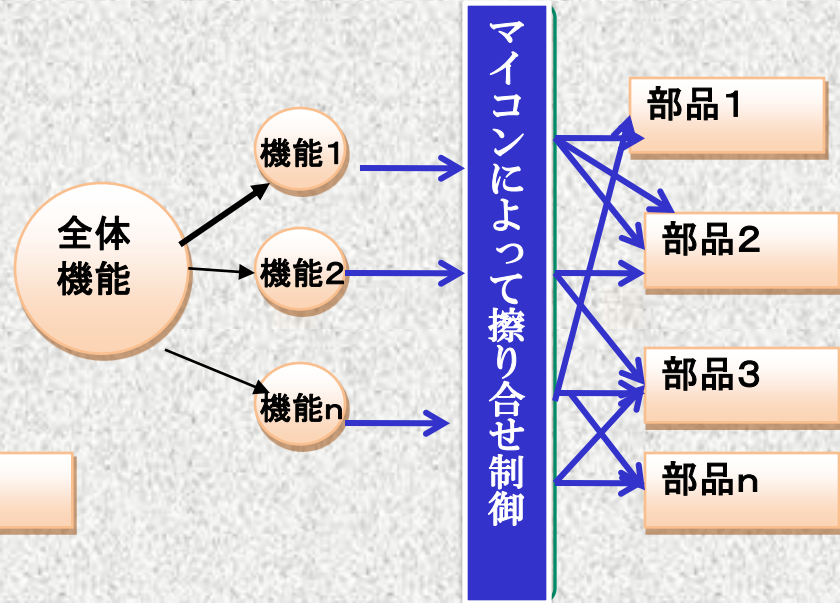 全体
機能
機能1
機能2
機能n
マイコンによって擦り合せ制御
部品1
部品2
部品3
部品n